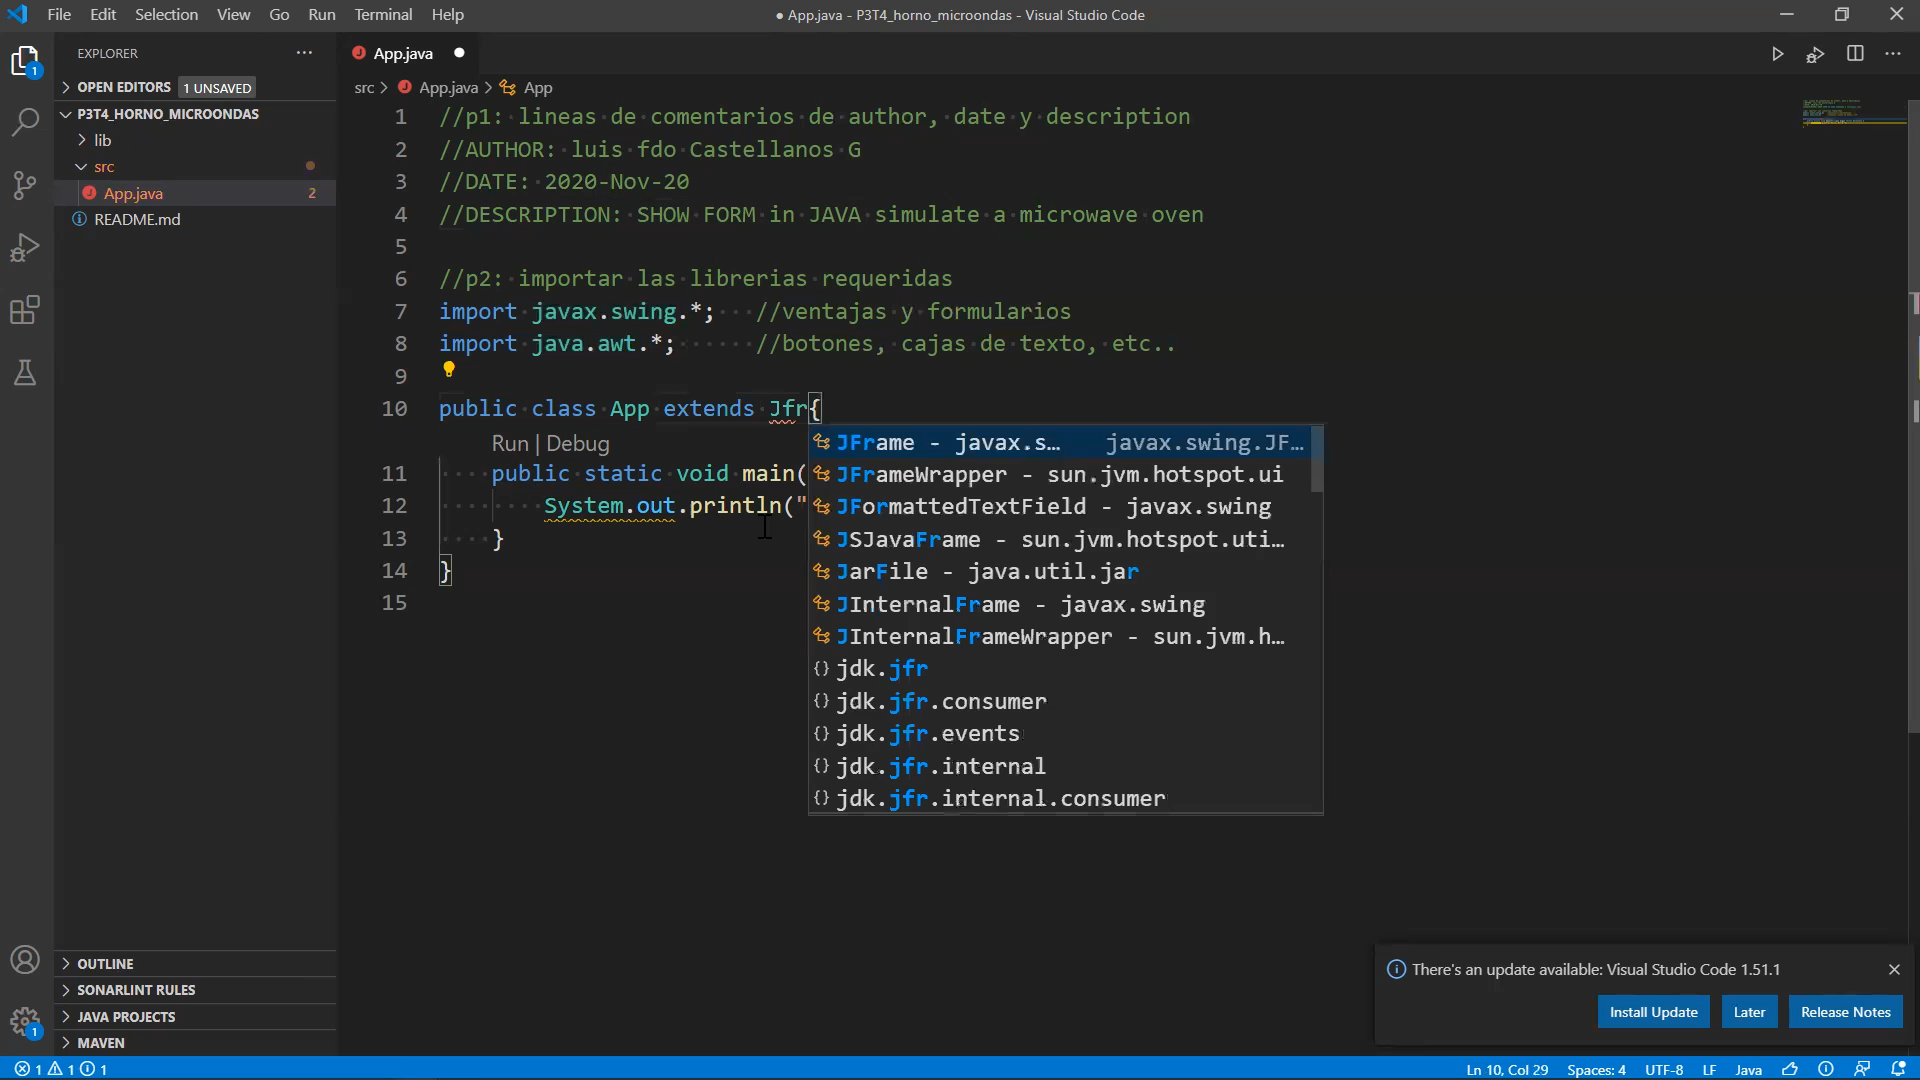 File Edit Selection View Go Run Terminal Help
● App.java - P3T4_horno_microondas - Visual Studio Code
EXPLORER
App.java
OPEN EDITORS 1 UNSAVED
P3T4_HORNO_MICROONDAS
lib
src
App.java 2
README.md
src > App.java > App
1 //p1: lineas de comentarios de author, date y description
2 //AUTHOR: luis fdo Castellanos G
3 //DATE: 2020-Nov-20
4 //DESCRIPTION: SHOW FORM in JAVA simulate a microwave oven
5
6 //p2: importar las librerias requeridas
7 import javax.swing.*; //ventajas y formularios
8 import java.awt.*; //botones, cajas de texto, etc..
9
10 public class App extends Jfr{
Run | Debug
11 public static void main(
12 System.out.println("
13 }
14 }
15
JFrame - javax.s… javax.swing.JF…
JFrameWrapper - sun.jvm.hotspot.ui
JFormattedTextField - javax.swing
JSJavaFrame - sun.jvm.hotspot.uti…
JarFile - java.util.jar
JInternalFrame - javax.swing
JInternalFrameWrapper - sun.jvm.h…
jdk.jfr
jdk.jfr.consumer
jdk.jfr.events
jdk.jfr.internal
jdk.jfr.internal.consumer
OUTLINE
SONARLINT RULES
JAVA PROJECTS
MAVEN
1
1
There's an update available: Visual Studio Code 1.51.1
Install Update Later Release Notes
1 1 1
Ln 10, Col 29 Spaces: 4 UTF-8 LF Java